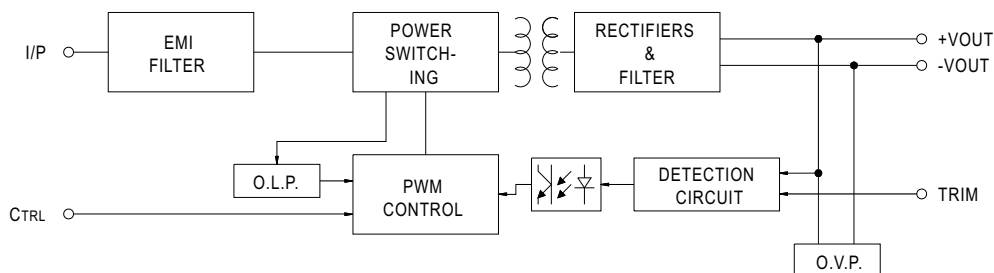 I/P
EMI
FILTER
POWER
SWITCH-
ING
RECTIFIERS
&
FILTER
+VOUT
-VOUT
O.L.P.
PWM
CONTROL
DETECTION
CIRCUIT
TRIM
CTRL
O.V.P.